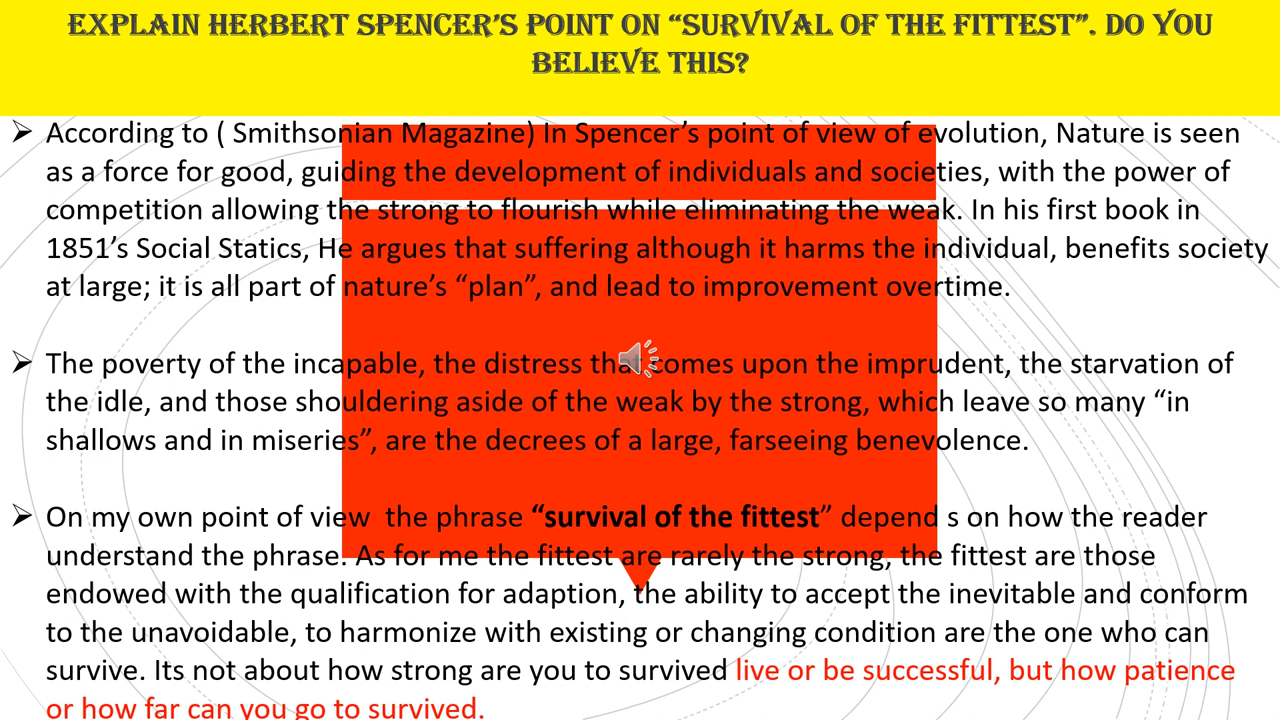 EXPLAIN HERBERT SPENCER'S POINT ON “SURVIVAL OF THE FITTEST”. DO YOU
BELIEVE THIS?
➢ According to ( Smithsonian Magazine) In Spencer's point of view of evolution, Nature is seen
as a force for good, guiding the development of individuals and societies, with the power of
competition allowing the strong to flourish while eliminating the weak. In his first book in
1851's Social Statics, He argues that suffering although it harms the individual, benefits society
at large; it is all part of nature's “plan”, and lead to improvement overtime.
➢ The poverty of the incapable, the distress that comes upon the imprudent, the starvation of
the idle, and those shouldering aside of the weak by the strong, which leave so many “in
shallows and in miseries”, are the decrees of a large, farseeing benevolence.
➢ On my own point of view the phrase “survival of the fittest” depend s on how the reader
understand the phrase. As for me the fittest are rarely the strong, the fittest are those
endowed with the qualification for adaption, the ability to accept the inevitable and conform
to the unavoidable, to harmonize with existing or changing condition are the one who can
survive. Its not about how strong are you to survived live or be successful, but how patience
or how far can you go to survived.